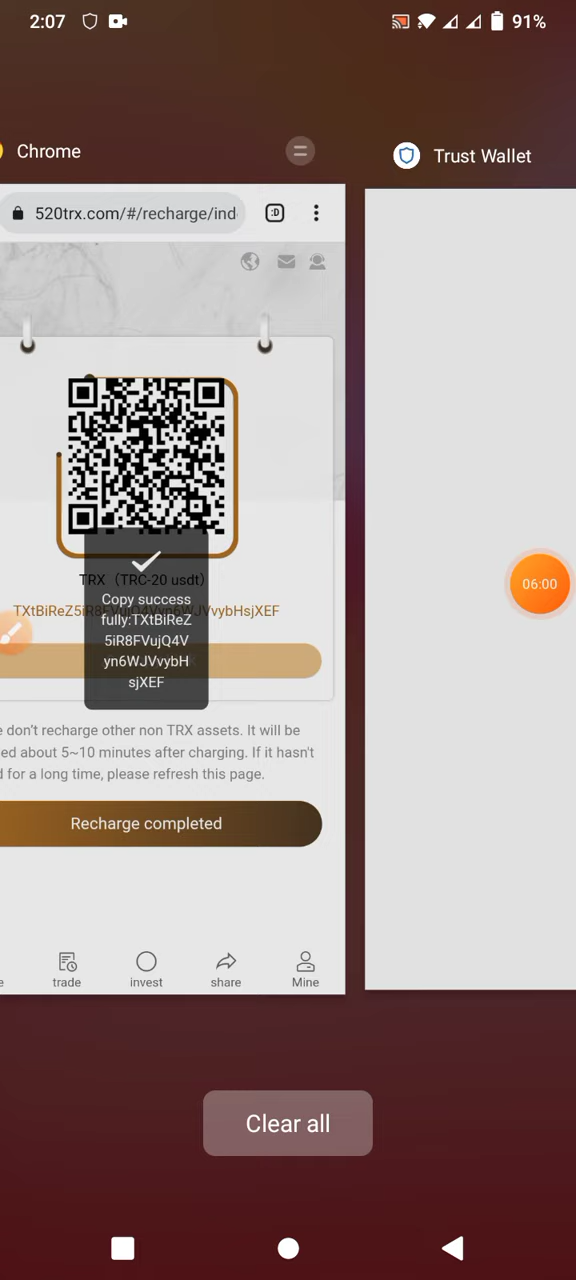 2:07
91%
Chrome
Trust Wallet
520trx.com/#/recharge/ind
:D
TRX (TRC-20 usdt)
TXtBiReZ5iR8FVujQ4Vyn6WJVvybHsjXEF
Copy success
fully:TXtBiReZ
5iR8FVujQ4V
yn6WJVvybH
sjXEF
06:00
e don't recharge other non TRX assets. It will be
ed about 5~10 minutes after charging. If it hasn't
d for a long time, please refresh this page.
Recharge completed
e
trade
invest
share
Mine
Clear all